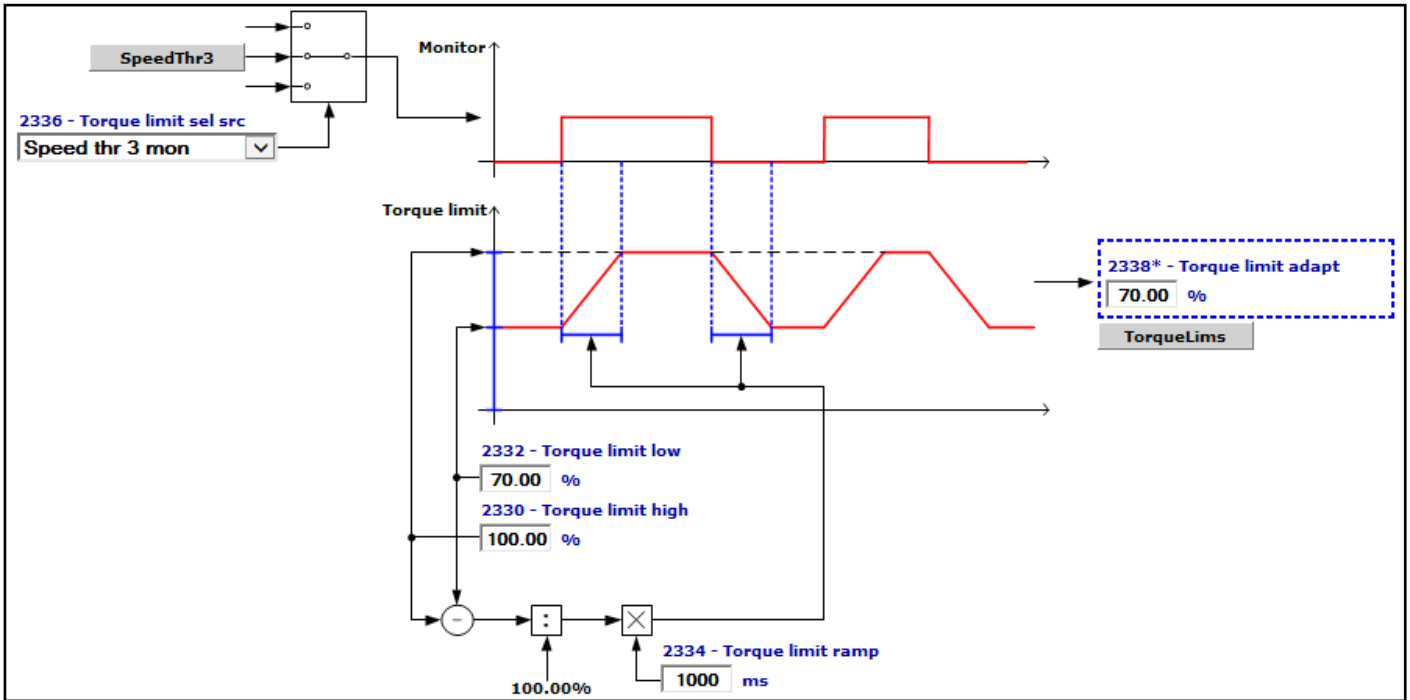 SpeedThr3
Monitor
2336 - Torque limit sel src
Speed thr 3 mon
Torque limit
2338* - Torque limit adapt
70.00 %
TorqueLims
2332 - Torque limit low
70.00 %
2330 - Torque limit high
100.00 %
-
:
×
2334 - Torque limit ramp
1000 ms
100.00%